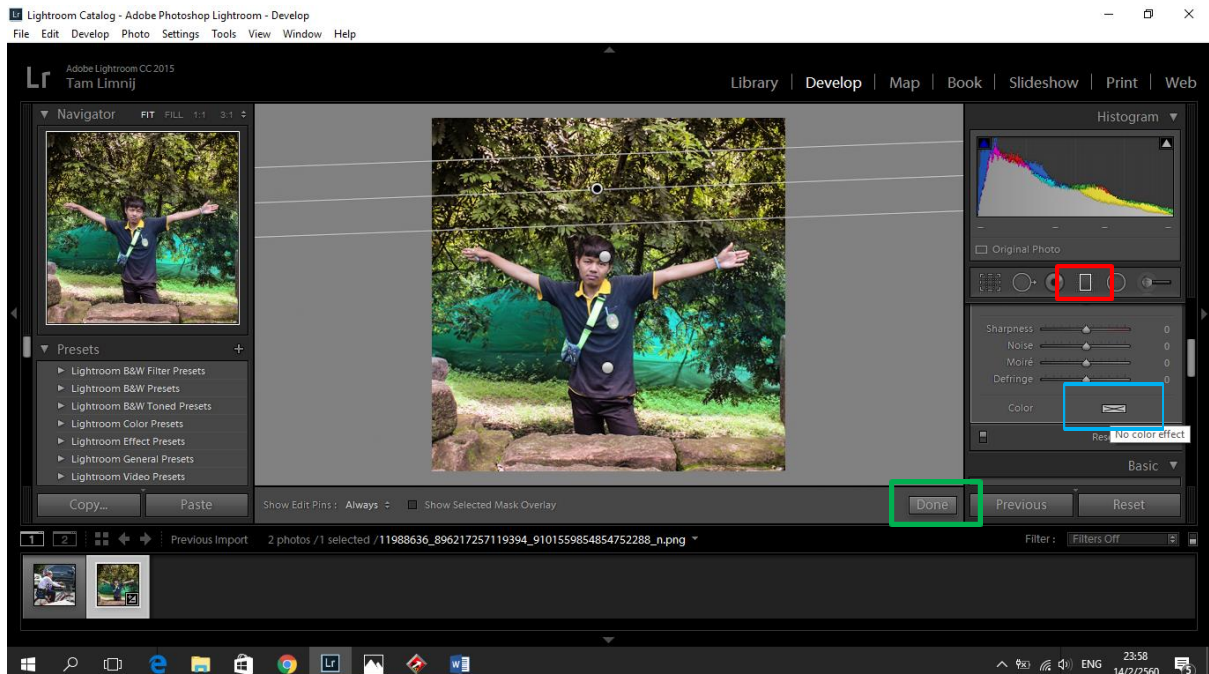 Lightroom Catalog - Adobe Photoshop Lightroom - Develop
File Edit Develop Photo Settings Tools View Window Help
Lr
Adobe Lightroom CC 2015
Tam Limnij
Library | Develop | Map | Book | Slideshow | Print | Web
Navigator FIT FILL 1:1 3:1
Histogram
Original Photo
Sharpness 0
Noise 0
Moiré 0
Defringe 0
Color
No color effect
Basic
Presets +
Lightroom B&W Filter Presets
Lightroom B&W Presets
Lightroom B&W Toned Presets
Lightroom Color Presets
Lightroom Effect Presets
Lightroom General Presets
Lightroom Video Presets
Copy... Paste
Show Edit Pins : Always Show Selected Mask Overlay
Done
Previous Reset
1 2 Previous Import 2 photos /1 selected /11988636_896217257119394_9101559854854752288_n.png
Filter : Filters Off
Lr
ENG
23:58
14/2/2560